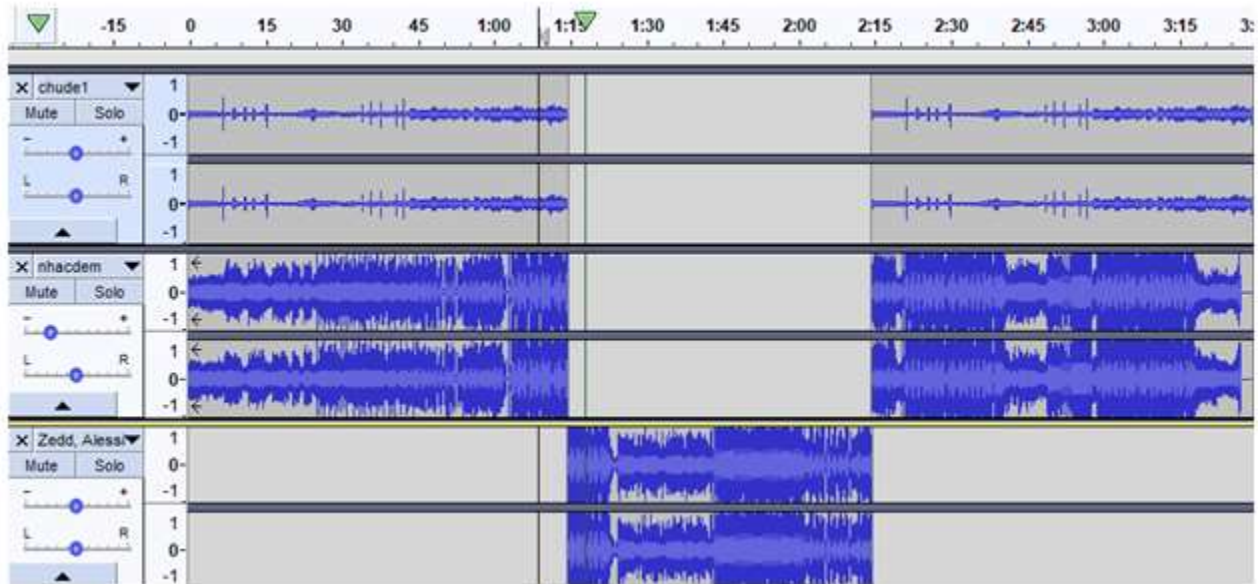 -15 0 15 30 45 1:00 1:15 1:30 1:45 2:00 2:15 2:30 2:45 3:00 3:15 3:
X chude1 1
Mute Solo 0-
- + -1
L R 1
0-
-1
X nhacdem 1
Mute Solo 0-
- + -1
L R 1
0-
-1
X Zedd, Alessi 1
Mute Solo 0-
- + -1
L R 1
0-
-1